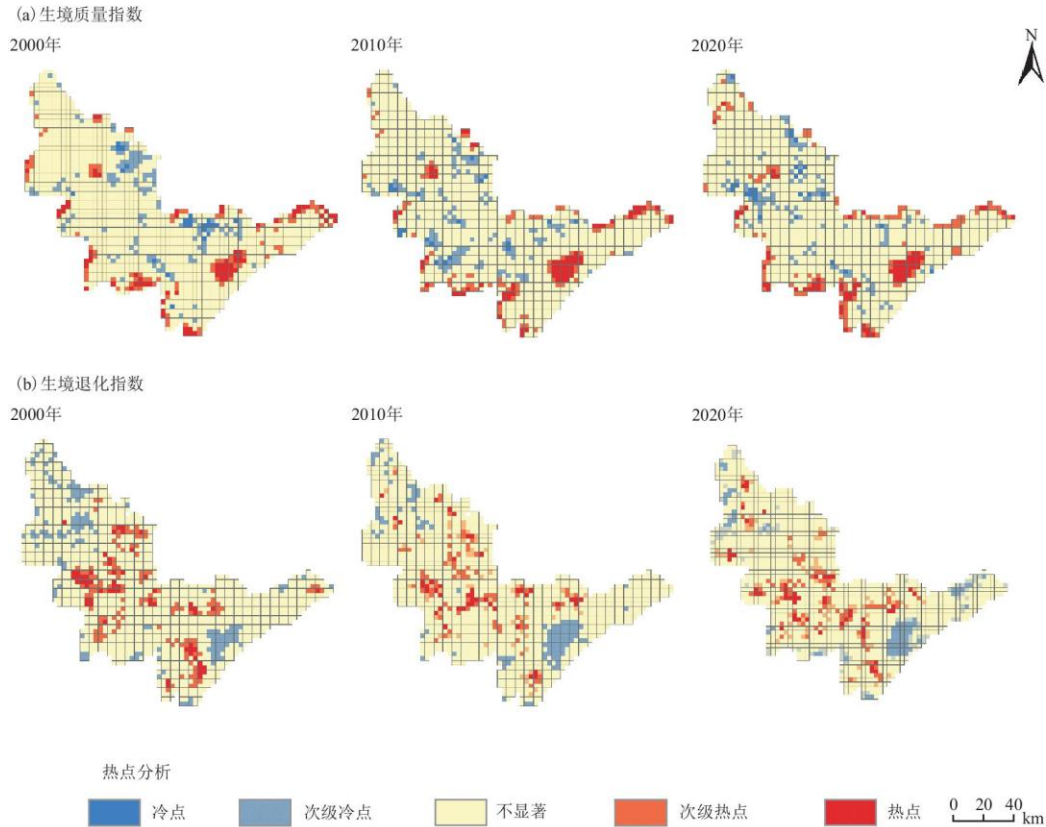 (a)生境质量指数
2000年
2010年
2020年
N
(b)生境退化指数
2000年
2010年
2020年
热点分析
冷点
次级冷点
不显著
次级热点
热点
0 20 40
km